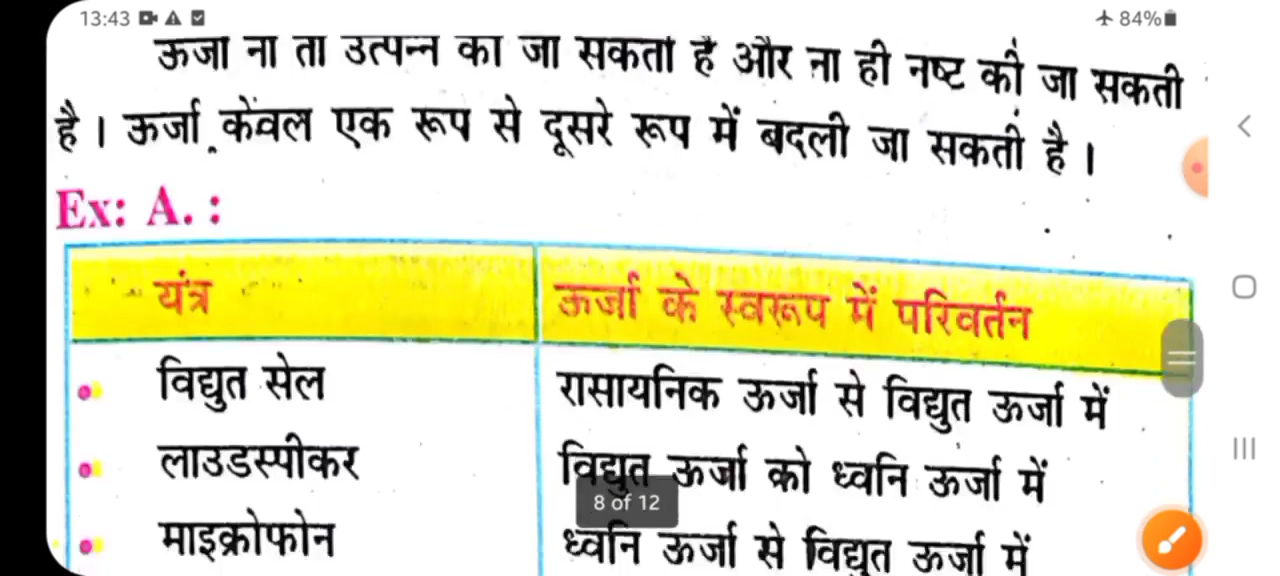 13:43
84%
ऊर्जा ना तो उत्पन्न की जा सकती है और ना ही नष्ट की जा सकती
है । ऊर्जा केवल एक रूप से दूसरे रूप में बदली जा सकती है ।
Ex: A. :
यंत्र ऊर्जा के स्वरूप में परिवर्तन
विद्युत सेल रासायनिक ऊर्जा से विद्युत ऊर्जा में
लाउडस्पीकर विद्युत ऊर्जा को ध्वनि ऊर्जा में
8 of 12
माइक्रोफोन ध्वनि ऊर्जा से विद्युत ऊर्जा में